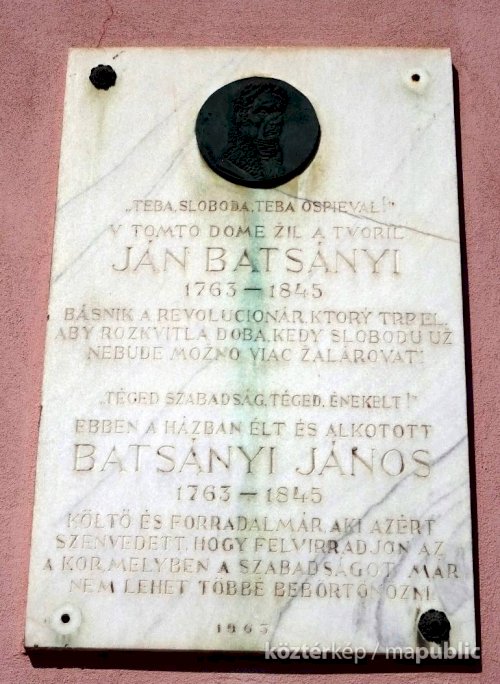 „TEBA, SLOBODA, TEBA OSPIEVAL!"
V TOMTO DOME ŽIL A TVORIL
JÁN BATSÁNYI
1763 – 1845
BÁSNIK A REVOLUCIONÁR, KTORÝ TRPEL,
ABY ROZKVITLA DOBA, KEDY SLOBODU UŽ
NEBUDE MOŽNO VIAC ŽALÁROVAŤ!
„TÉGED SZABADSÁG, TÉGED, ÉNEKELT!"
EBBEN A HÁZBAN ÉLT ÉS ALKOTOTT
BATSÁNYI JÁNOS
1763 – 1845
KÖLTŐ ÉS FORRADALMÁR, AKI AZÉRT
SZENVEDETT, HOGY FELVIRRADJON AZ
A KOR, MELYBEN A SZABADSÁGOT MÁR
NEM LEHET TÖBBÉ BEBÖRTÖNÖZNI
1963
köztérkép / mapublic